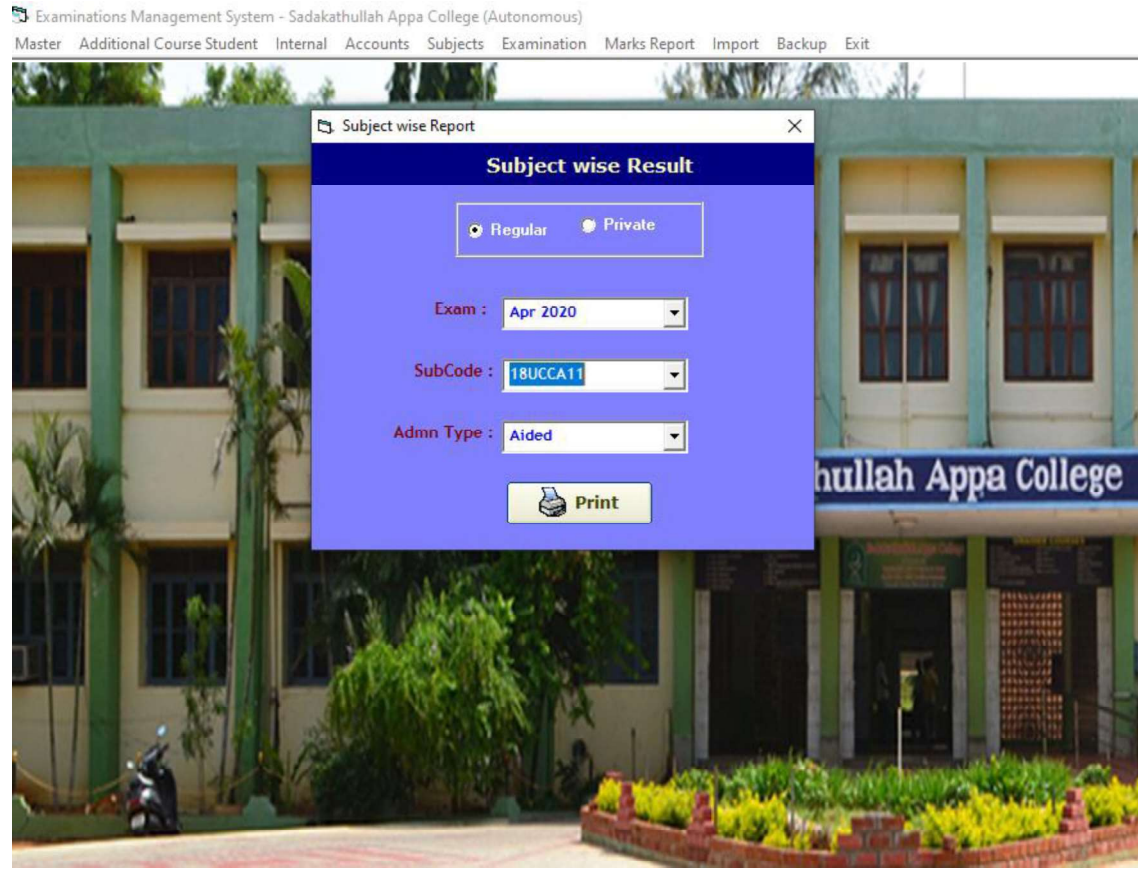 Examinations Management System - Sadakathullah Appa College (Autonomous)
Master Additional Course Student Internal Accounts Subjects Examination Marks Report Import Backup Exit
Subject wise Report
Subject wise Result
Regular Private
Exam : Apr 2020
SubCode : 18UCCA11
Admn Type : Aided
Print
hullah Appa College